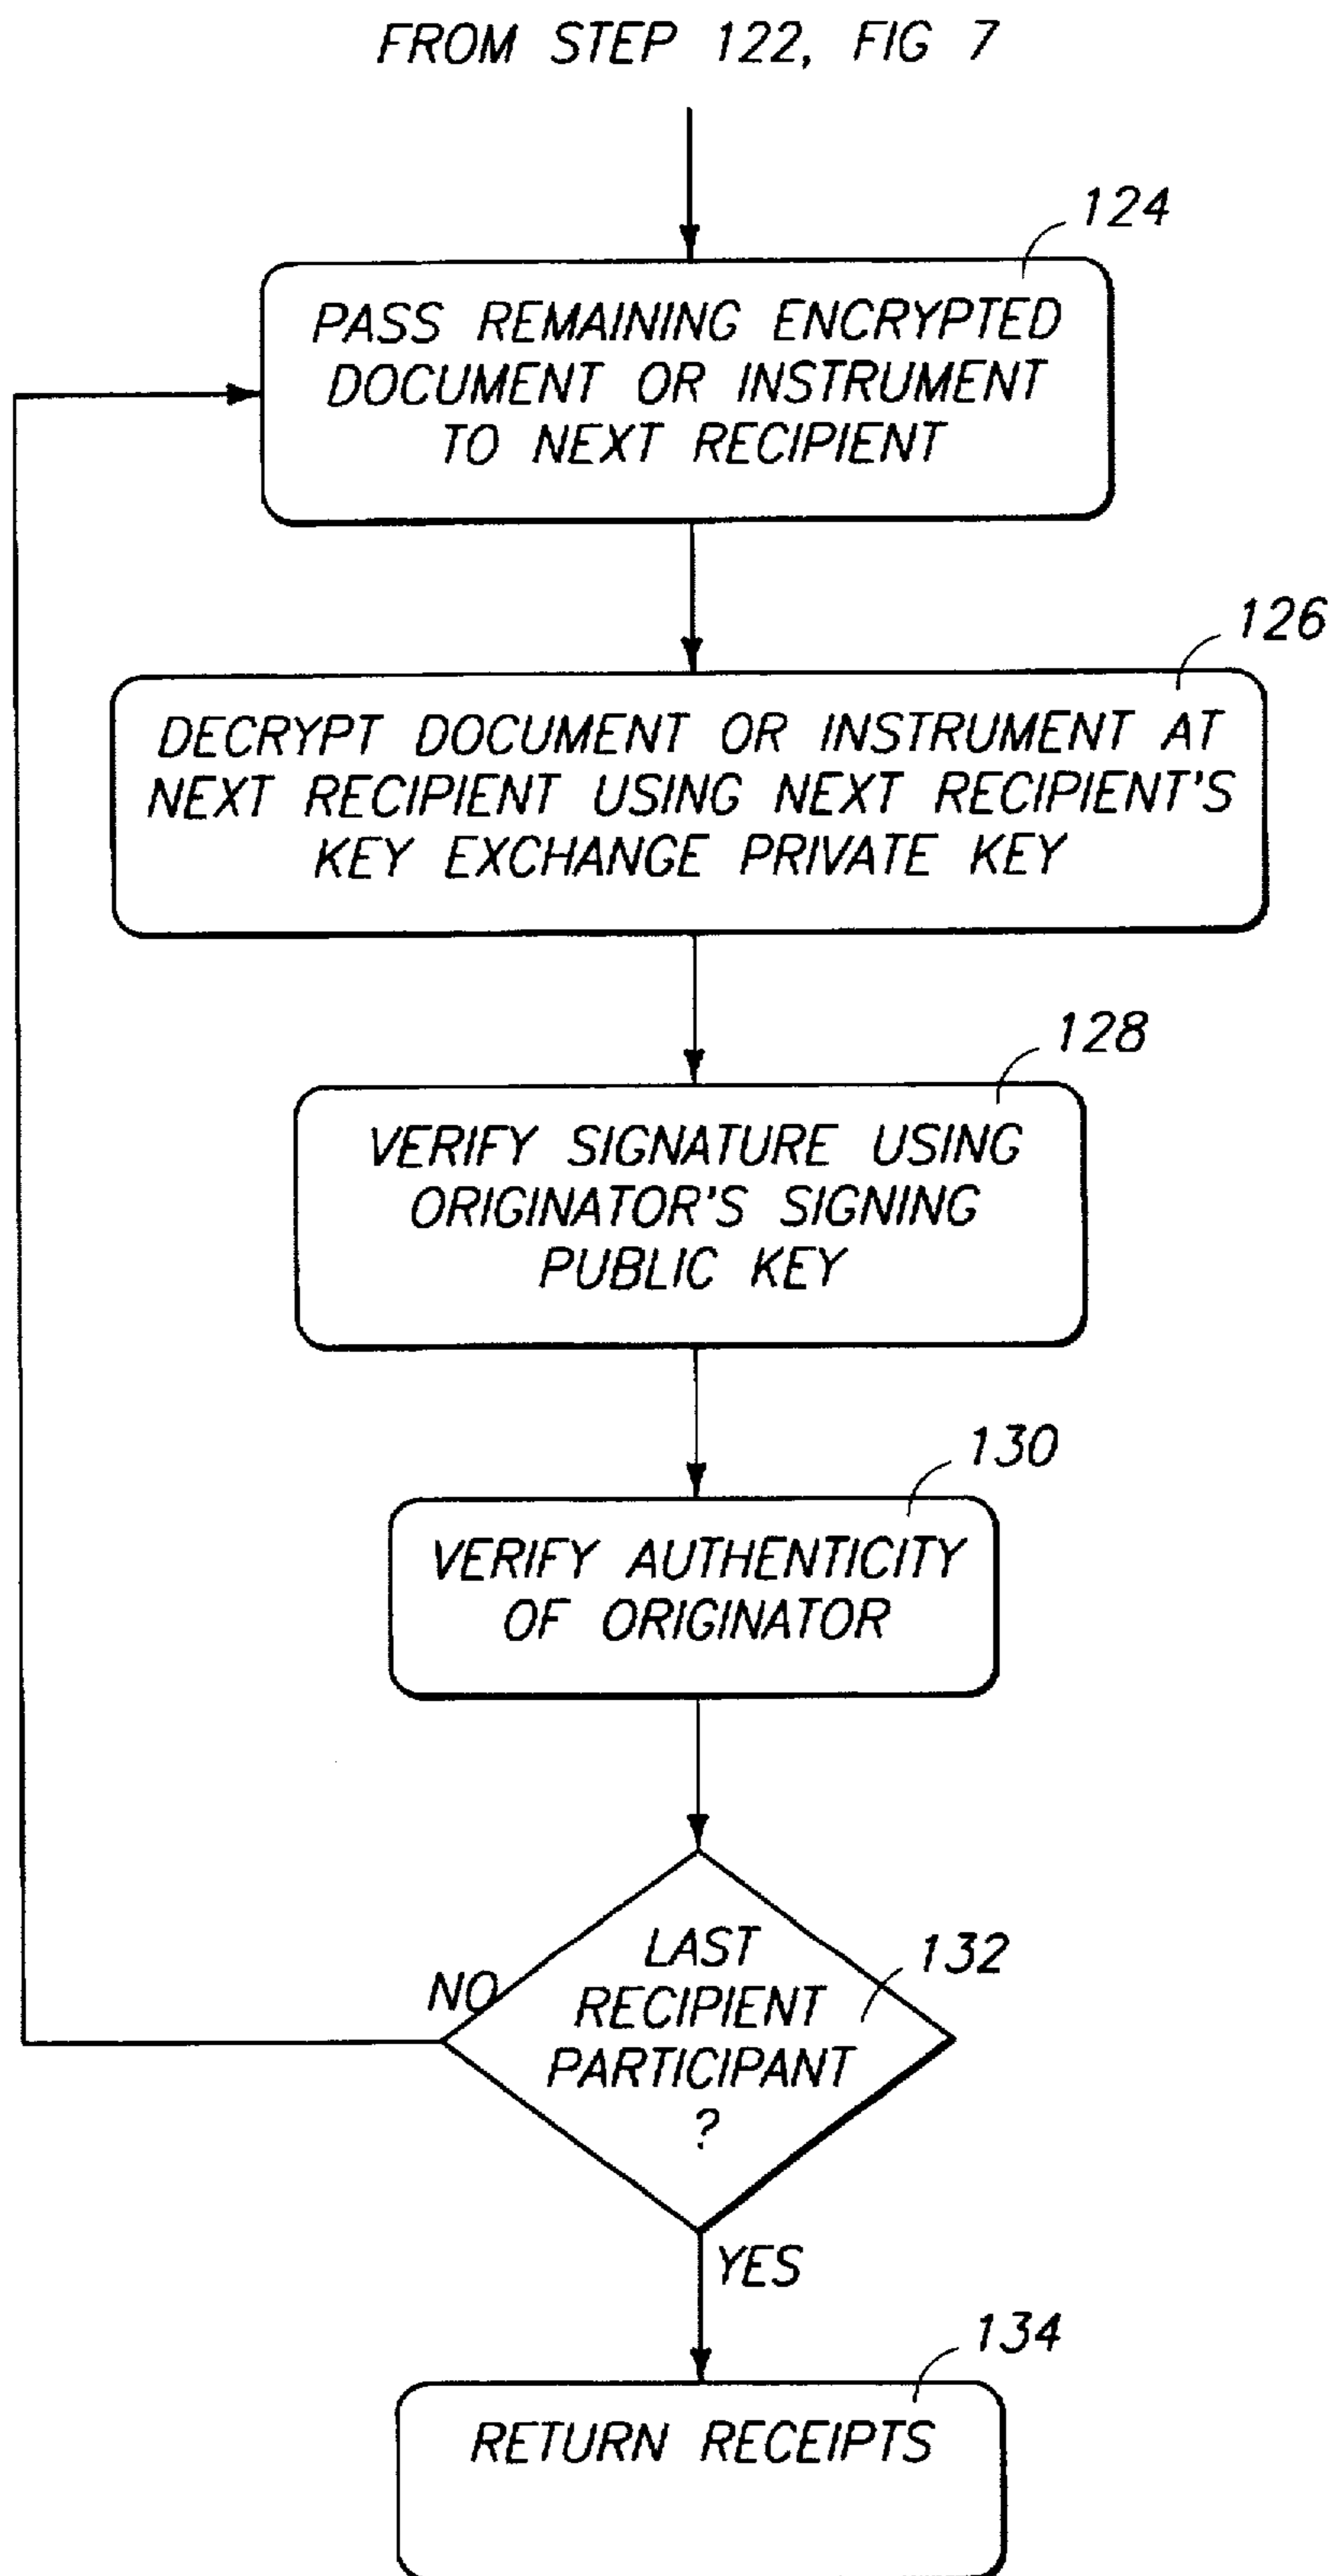 FROM STEP 122, FIG 7
124
PASS REMAINING ENCRYPTED
DOCUMENT OR INSTRUMENT
TO NEXT RECIPIENT
126
DECRYPT DOCUMENT OR INSTRUMENT AT
NEXT RECIPIENT USING NEXT RECIPIENT'S
KEY EXCHANGE PRIVATE KEY
128
VERIFY SIGNATURE USING
ORIGINATOR'S SIGNING
PUBLIC KEY
130
VERIFY AUTHENTICITY
OF ORIGINATOR
132
LAST
RECIPIENT
PARTICIPANT
?
NO
YES
134
RETURN RECEIPTS